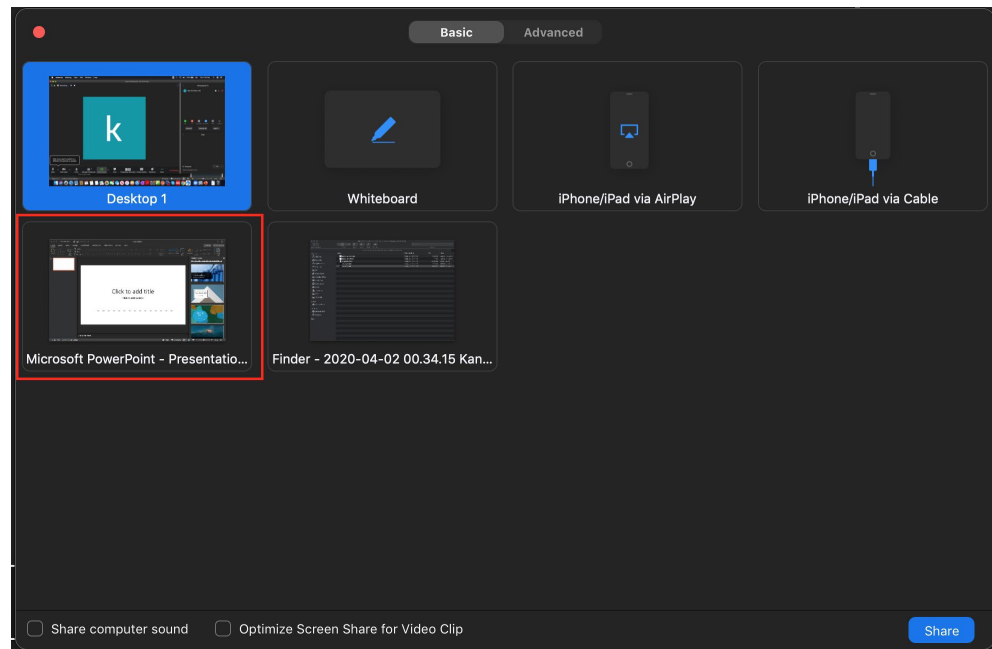 Basic Advanced
k
Click to add title
Desktop 1 Whiteboard iPhone/iPad via AirPlay iPhone/iPad via Cable
Microsoft PowerPoint - Presentatio... Finder - 2020-04-02 00.34.15 Kan...
Share computer sound Optimize Screen Share for Video Clip Share